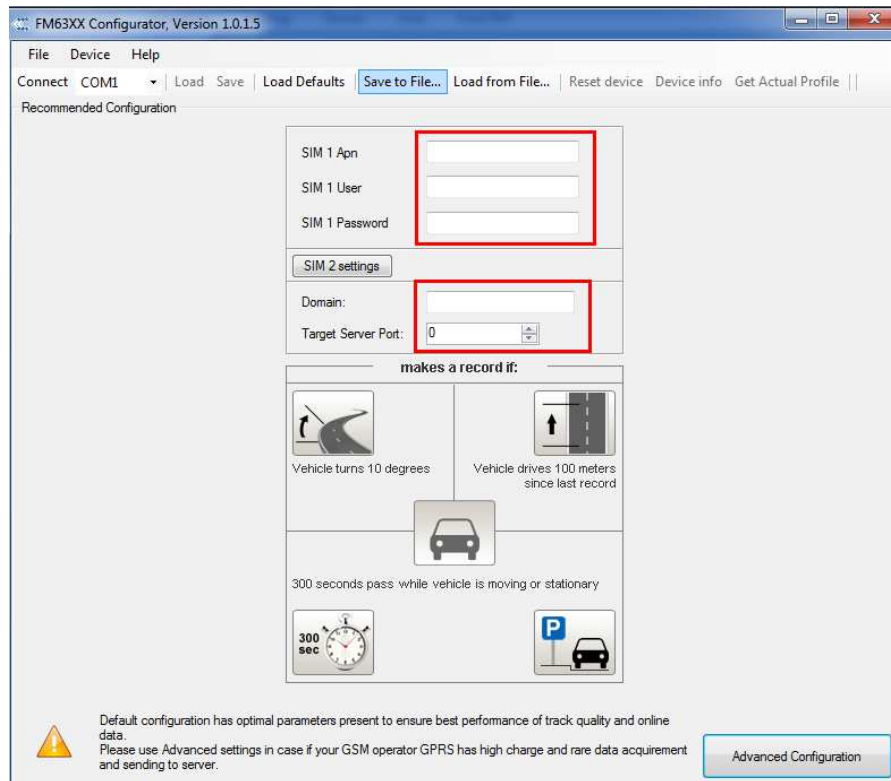 FM63XX Configurator, Version 1.0.1.5
File Device Help
Connect COM1 Load Save Load Defaults Save to File... Load from File... Reset device Device info Get Actual Profile
Recommended Configuration
SIM 1 Apn
SIM 1 User
SIM 1 Password
SIM 2 settings
Domain:
Target Server Port: 0
makes a record if:
Vehicle turns 10 degrees
Vehicle drives 100 meters
since last record
300 seconds pass while vehicle is moving or stationary
300
sec
P
Default configuration has optimal parameters present to ensure best performance of track quality and online
data.
Please use Advanced settings in case if your GSM operator GPRS has high charge and rare data acquirement
and sending to server.
Advanced Configuration